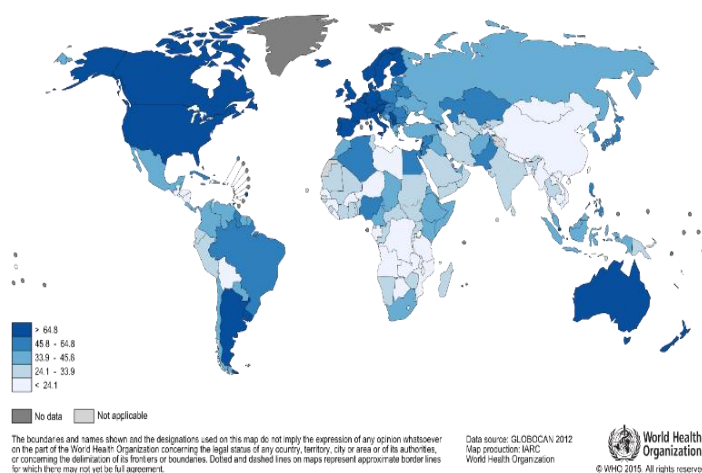 > 64.8
45.8 - 64.8
33.9 - 45.8
24.1 - 33.9
< 24.1
No data
Not applicable
The boundaries and names shown and the designations used on this map do not imply the expression of any opinion whatsoever
on the part of the World Health Organization concerning the legal status of any country, territory, city or area or of its authorities,
or concerning the delimitation of its frontiers or boundaries. Dotted and dashed lines on maps represent approximate border lines
for which there may not yet be full agreement.
Data source: GLOBOCAN 2012
Map production: IARC
World Health Organization
World Health
Organization
© WHO 2015. All rights reserve